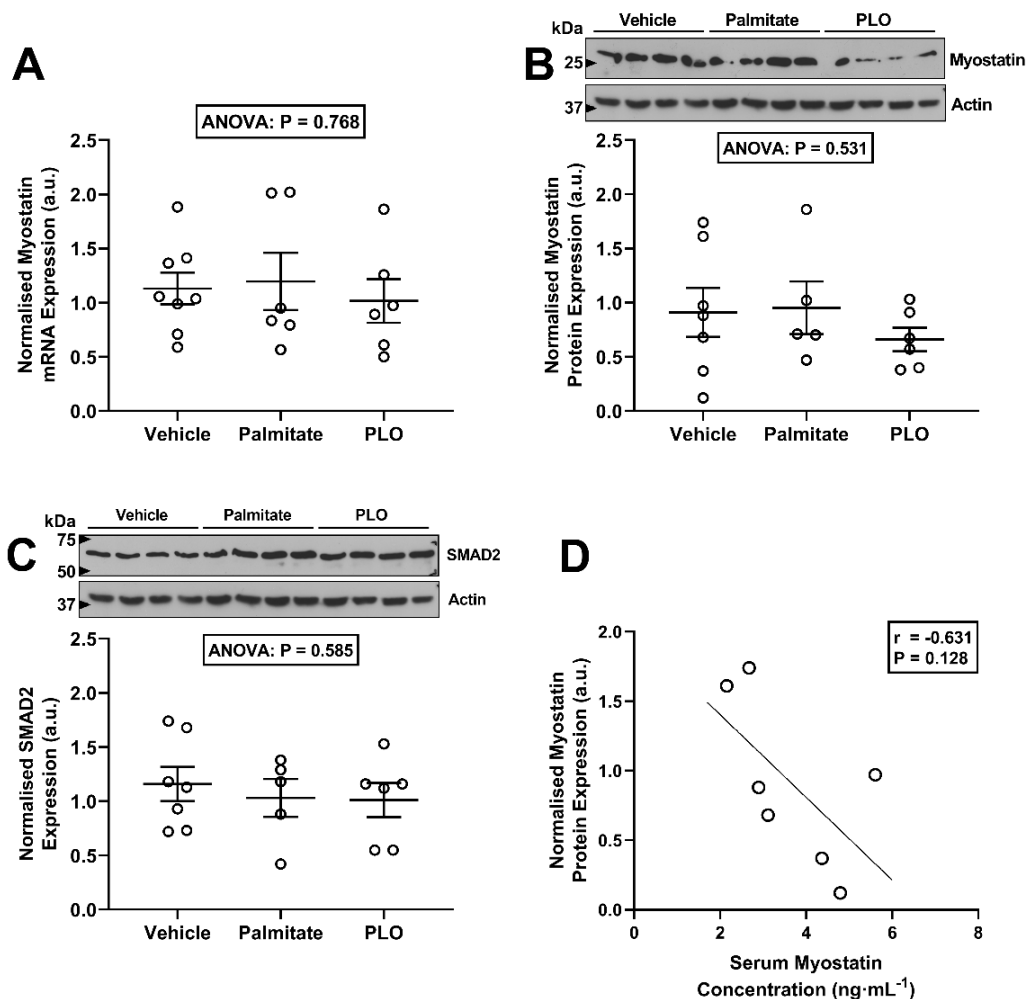 A
ANOVA: P = 0.768
Normalised Myostatin
mRNA Expression (a.u.)
2.5
2.0
1.5
1.0
0.5
0.0
Vehicle
Palmitate
PLO
B
kDa
Vehicle
Palmitate
PLO
25
Myostatin
37
Actin
ANOVA: P = 0.531
Normalised Myostatin
Protein Expression (a.u.)
2.5
2.0
1.5
1.0
0.5
0.0
Vehicle
Palmitate
PLO
C
kDa
Vehicle
Palmitate
PLO
75
50
SMAD2
37
Actin
ANOVA: P = 0.585
Normalised SMAD2
Expression (a.u.)
2.5
2.0
1.5
1.0
0.5
0.0
Vehicle
Palmitate
PLO
D
r = -0.631
P = 0.128
Normalised Myostatin
Protein Expression (a.u.)
2.0
1.5
1.0
0.5
0.0
0
2
4
6
8
Serum Myostatin
Concentration (ng·mL⁻¹)